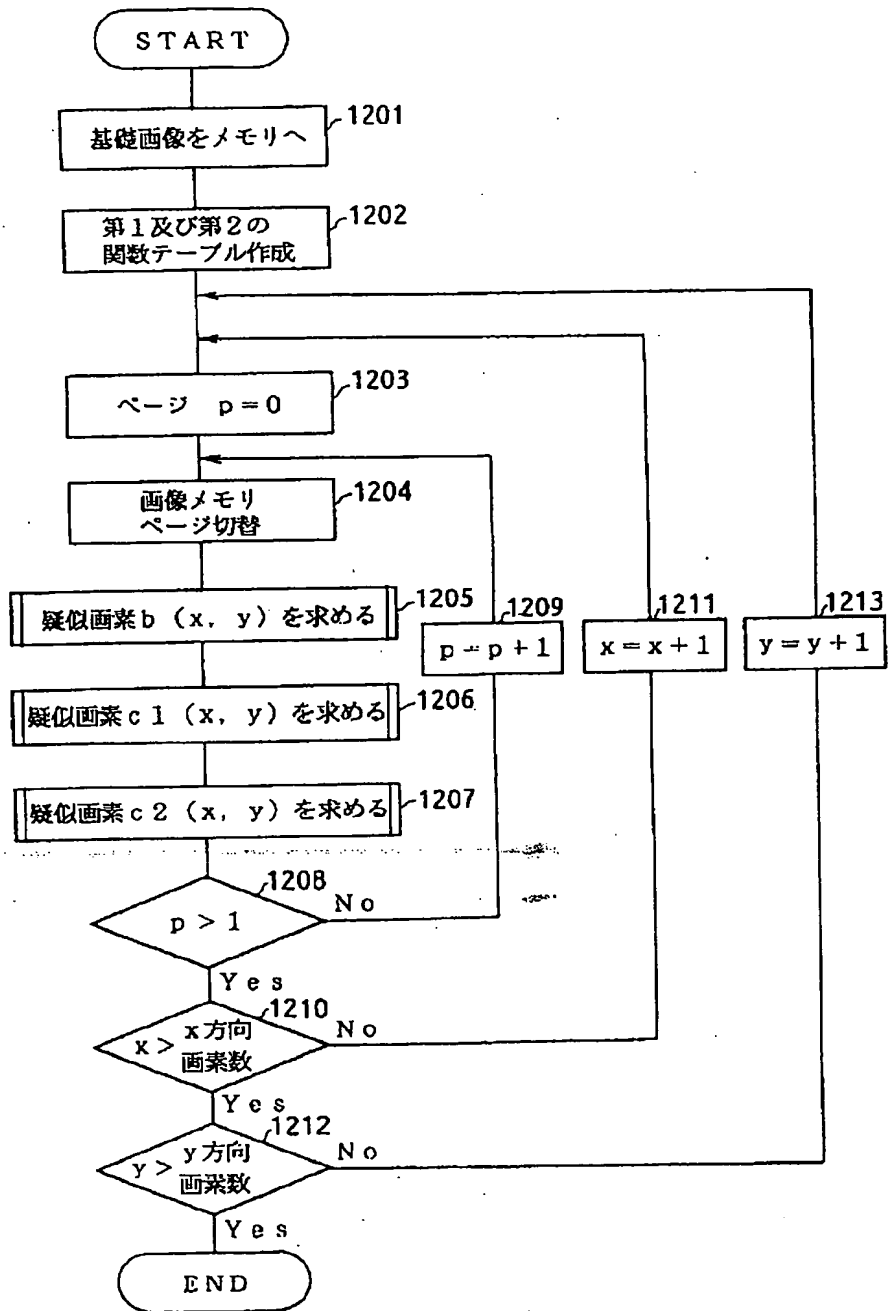 START
1201
基礎画像をメモリへ
1202
第1及び第2の
関数テーブル作成
1203
ページ p=0
1204
画像メモリ
ページ切替
1205
疑似画素b(x, y)を求める
1209
p=p+1
1211
x=x+1
1213
y=y+1
1206
疑似画素c1(x, y)を求める
1207
疑似画素c2(x, y)を求める
1208
p>1
No
Yes
1210
x> x方向
画素数
No
Yes
1212
y> y方向
画素数
No
Yes
END